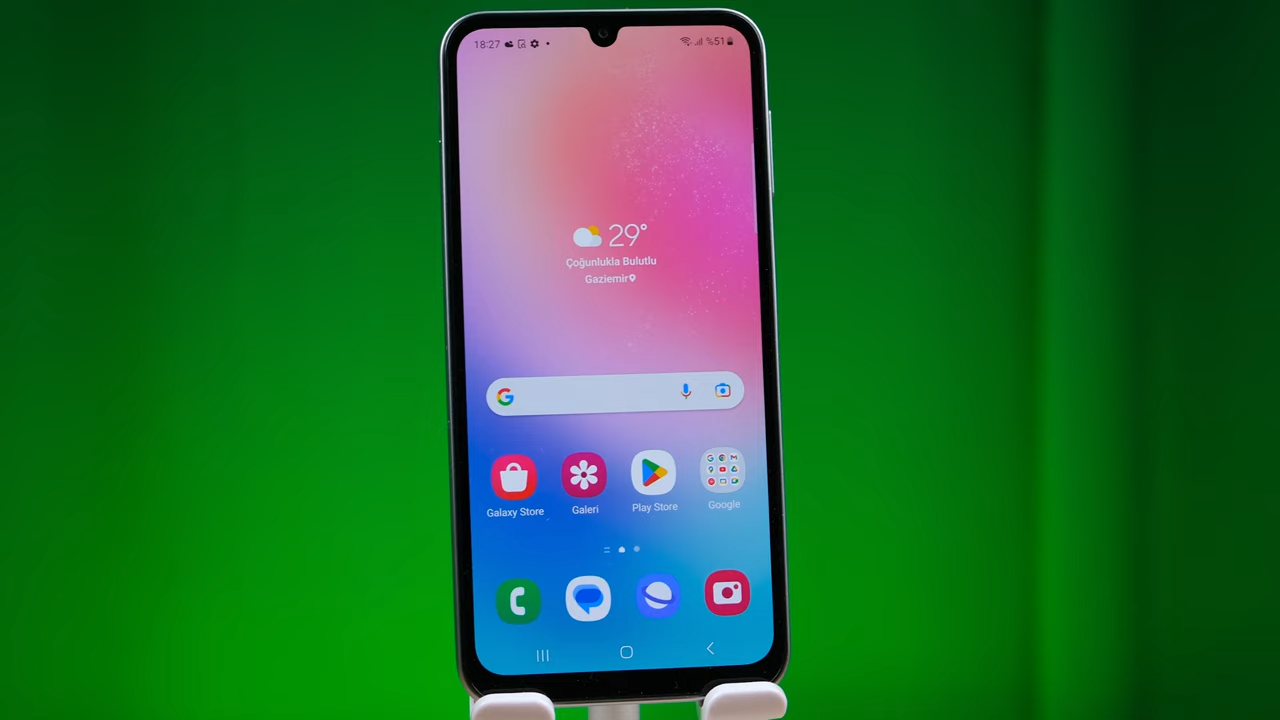 18:27 %51
29°
Çoğunlukla Bulutlu
Gaziemir
Galaxy Store
Galeri
Play Store
Google